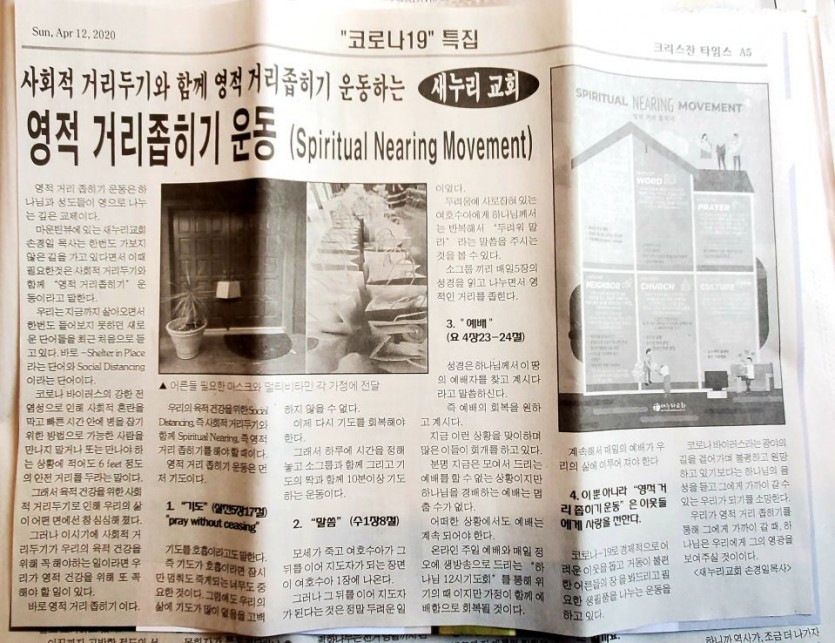 Sun, Apr 12, 2020
"코로나19" 특집
크리스찬 타임스 A5
사회적 거리두기와 함께 영적 거리좁히기 운동하는
새누리 교회
영적 거리좁히기 운동 (Spiritual Nearing Movement)
영적 거리 좁히기 운동은 하
나님과 성도들이 영으로 나누
는 깊은 교제이다.
마운틴뷰에 있는 새누리교회
손경일 목사는 한번도 가보지
않은 길을 가고 있다면서 이때
필요한것은 사회적 거리두기와
함께 "영적 거리좁히기" 운
동이라고 말한다.
우리는 지금까지 살아오면서
한번도 들어보지 못하던 새로
운 단어들을 최근 처음으로 듣
고 있다. 바로 -Shelter in Place
라는 단어와 Social Distancing
이라는 단어이다.
코로나 바이러스의 강한 전
염성으로 인해 사회적 혼란을
막고 빠른 시간 안에 병을 잡기
위한 방법으로 가능한 사람을
만나지 말거나 또는 만나야 하
는 상황에 적어도 6 feet 정도
의 안전 거리를 두라는 말이다.
그래서 육적 건강을 위한 사회
적 거리두기로 인해 우리의 삶
이 어떤 면에선 참 심심해 졌다.
그러나 이 시기에 사회적 거
리두기가 우리의 육적 건강을
위해 꼭 해야하는 일이라면 우
리가 영적 건강을 위해 또 꼭
해야 할 일이 있다.
바로 영적 거리 좁히기 이다.
▲ 어른들 필요한 마스크와 멀티비타민 각 가정에 전달
우리의 육적 건강을 위한 Social
Distancing, 즉 사회적 거리두기와
함께 Spiritual Nearing, 즉 영적
거리 좁히기를 해야 할 때이다.
영적 거리 좁히기 운동은 먼
저 기도이다.
1. "기도" (살전5장17절)
"pray without ceasing"
기도를 호흡이라고도 말한다.
즉 기도가 호흡이라면 잠시
만 멈춰도 죽게되는 너무도 중
요한 것이다. 그럼에도 우리의
삶에 기도가 많이 없음을 고백
하지 않을 수 없다.
이제 다시 기도를 회복해야
한다.
그래서 하루에 시간을 정해
놓고 소그룹과 함께 그리고 기
도의 짝과 함께 10분이상 기도
하는 운동이다.
2. "말씀" (수1장8절)
모세가 죽고 여호수아가 그
뒤를 이어 지도자가 되는 장면
이 여호수아 1장에 나온다.
그러나 그 뒤를 이어 지도자
가 된다는 것은 정말 두려운 일
이었다.
두려움에 사로잡혀 있는
여호수아에게 하나님께서
는 반복해서 "두려워 말
라" 라는 말씀을 주시는
것을 볼 수 있다.
소그룹 끼리 매일5장의
성경을 읽고 나누면서 영
적인 거리를 좁힌다.
3. "예배"
(요 4장23-24절)
성경은 하나님께서 이 땅
의 예배자를 찾고 계시다
라고 말씀하신다.
즉 예배의 회복을 원하
고 계시다.
지금 이런 상황을 맞이하며
많은 이들이 회개를 하고 있다.
분명 지금은 모여서 드리는
예배를 할 수 없는 상황이지만
하나님을 경배하는 예배는 멈
출 수가 없다.
어떠한 상황에서도 예배는
계속 되어야 한다.
온라인 주일 예배와 매일 정
오에 생방송으로 드리는 "하
나님 12시기도회" 를 통해 위
기의 때 이지만 가정이 함께 예
배함으로 회복될 것이다.
SPIRITUAL NEARING MOVEMENT
WORD
PRAYER
NEIGHBOR
CHURCH
CULTURE
계속해서 매일의 예배가 우
리의 삶에 이루어 져야 한다
4. 이 뿐 아니라 "영적 거
리 좁히기 운동" 은 이웃들
에게 사랑을 전한다.
코로나-19로 경제적으로 어
려운 이웃을 돕고 거동이 불편
한 어른들의 장을 봐드리고 필
요한 생필품을 나누는 운동을
하고 있다.
코로나 바이러스라는 광야의
길을 걸어가며 불평하고 원망
하고 있기보다는 하나님의 음
성을 듣고 그에게 가까이 갈 수
있는 우리가 되기를 소망한다.
우리가 영적 거리 좁히기를
통해 그에게 가까이 갈 때, 하
나님은 우리에게 그의 영광을
보여주실 것이다.
<새누리교회 손경일목사>